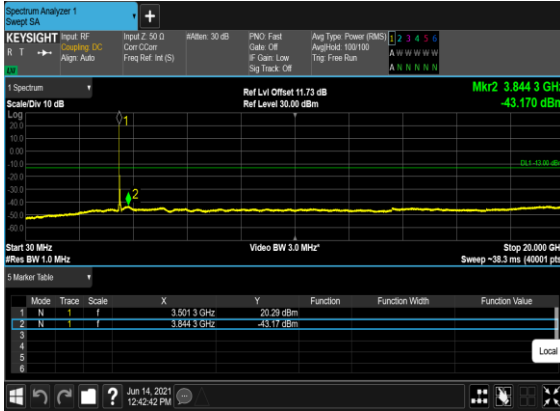 Spectrum Analyzer 1
Swept SA
+
KEYSIGHT Input: RF Input Z: 50 Ω #Atten: 30 dB PNO: Fast Avg Type: Power (RMS) 1 2 3 4 5 6
R T Coupling: DC Corr CCorr Gate: Off Avg|Hold: 100/100 A W W W W W
Align: Auto Freq Ref: Int (S) IF Gain: Low Trig: Free Run
Sig Track: Off A N N N N N
1 Spectrum Ref Lvl Offset 11.73 dB Mkr2 3.844 3 GHz
Scale/Div 10 dB Ref Level 30.00 dBm -43.170 dBm
Log
20.0
10.0
0.00
-10.0
-20.0
-30.0
-40.0
-50.0
-60.0
1
2
DL1 -13.00 dBm
Start 30 MHz Video BW 3.0 MHz* Stop 20.000 GHz
#Res BW 1.0 MHz Sweep ~38.3 ms (40001 pts)
5 Marker Table
Mode Trace Scale X Y Function Function Width Function Value
1 N 1 f 3.501 3 GHz 20.29 dBm
2 N 1 f 3.844 3 GHz -43.17 dBm
3
4
5
6
Local
? Jun 14, 2021
12:42:42 PM